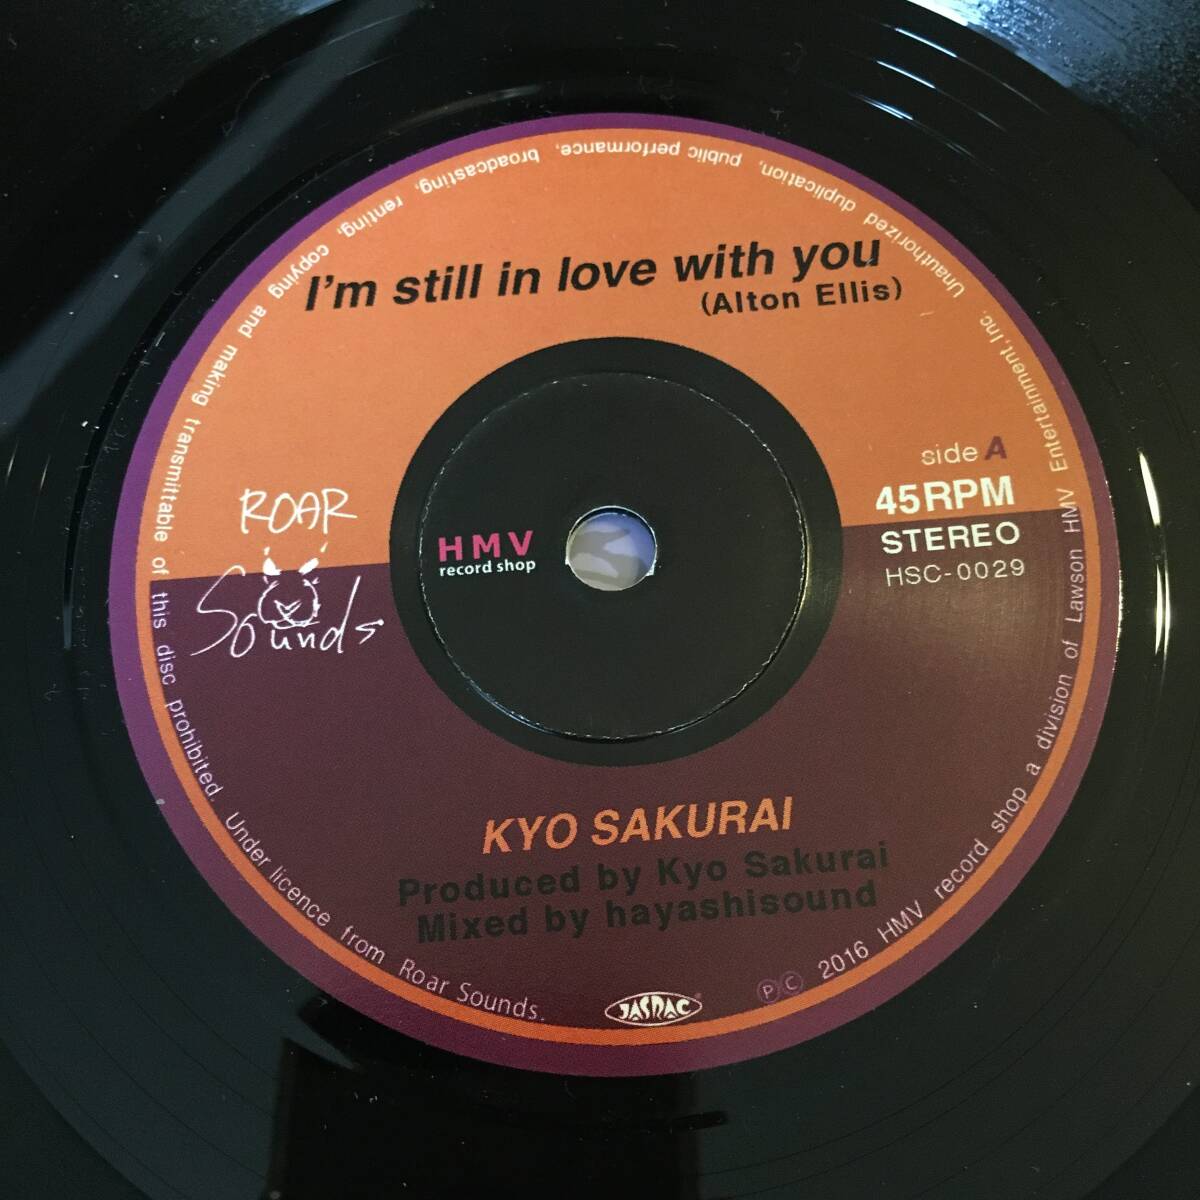 I'm still in love with you
(Alton Ellis)
side A
45RPM
STEREO
HSC-0029
ROAR
Sounds
HMV
record shop
KYO SAKURAI
Produced by Kyo Sakurai
Mixed by hayashisound
JASRAC
Ⓟ Ⓒ 2016 HMV record shop a division of Lawson HMV Entertainment,Inc.
Unauthorized duplication, public performance, broadcasting, renting, copying and making transmittable of this disc prohibited. Under licence from Roar Sounds.